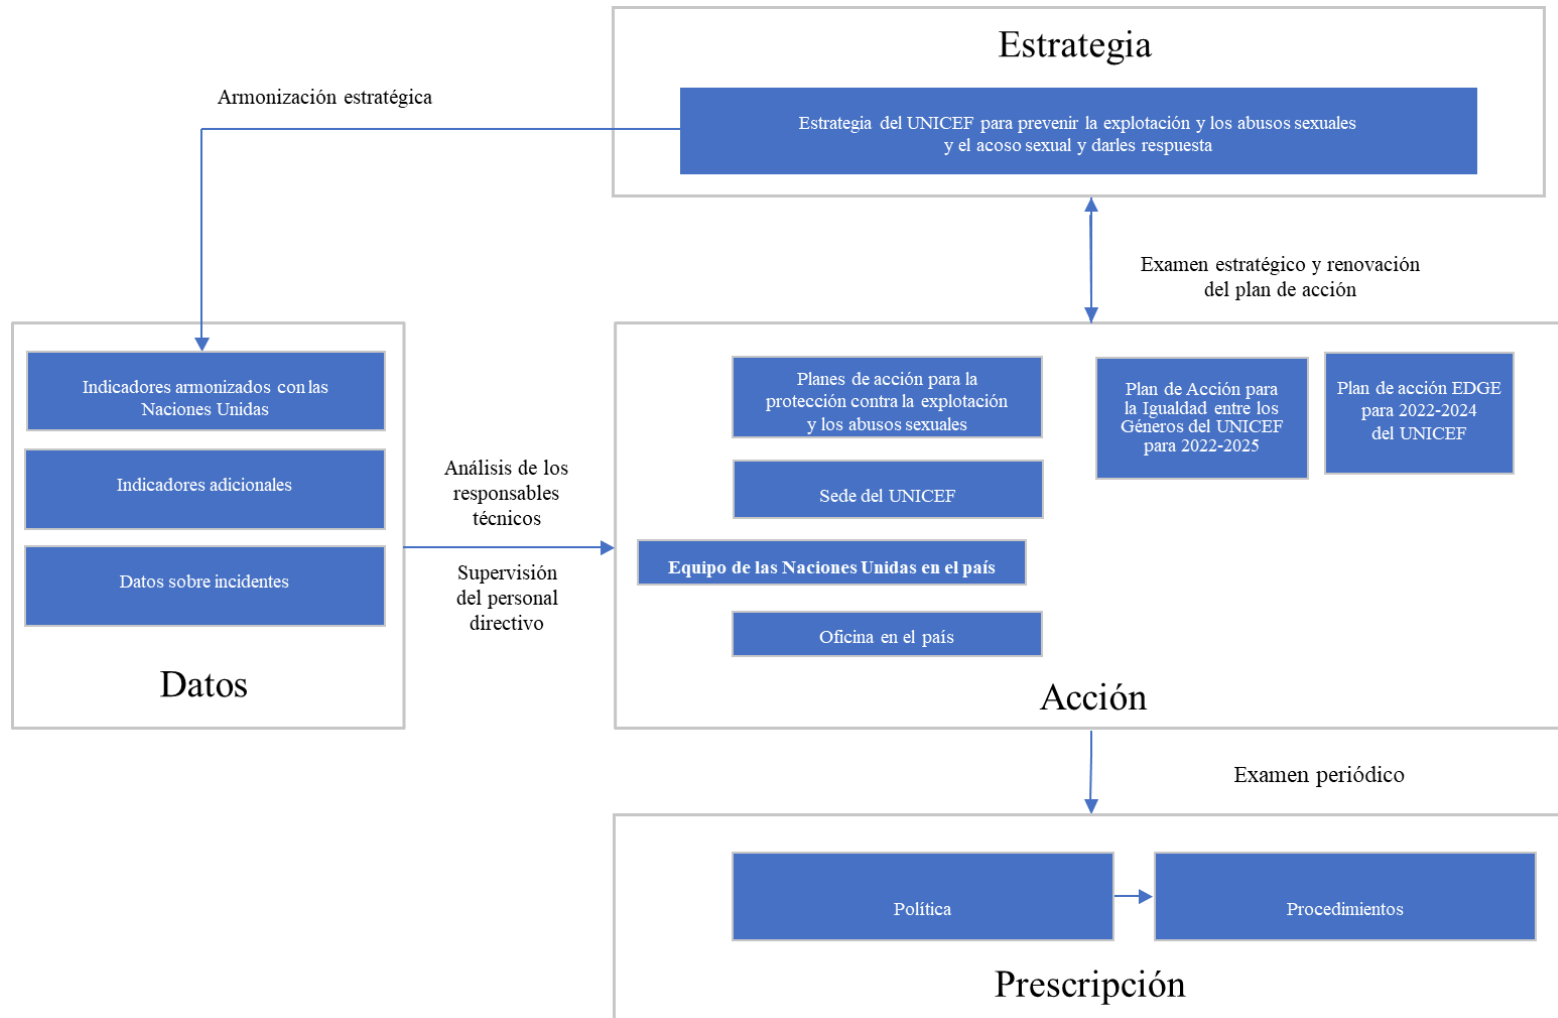 Estrategia
Estrategia del UNICEF para prevenir la explotación y los abusos sexuales
y el acoso sexual y darles respuesta
Armonización estratégica
Examen estratégico y renovación
del plan de acción
Indicadores armonizados con las
Naciones Unidas
Indicadores adicionales
Datos sobre incidentes
Datos
Análisis de los
responsables
técnicos
Supervisión
del personal
directivo
Planes de acción para la
protección contra la explotación
y los abusos sexuales
Sede del UNICEF
Equipo de las Naciones Unidas en el país
Oficina en el país
Plan de Acción para
la Igualdad entre los
Géneros del UNICEF
para 2022-2025
Plan de acción EDGE
para 2022-2024
del UNICEF
Acción
Examen periódico
Política
Procedimientos
Prescripción